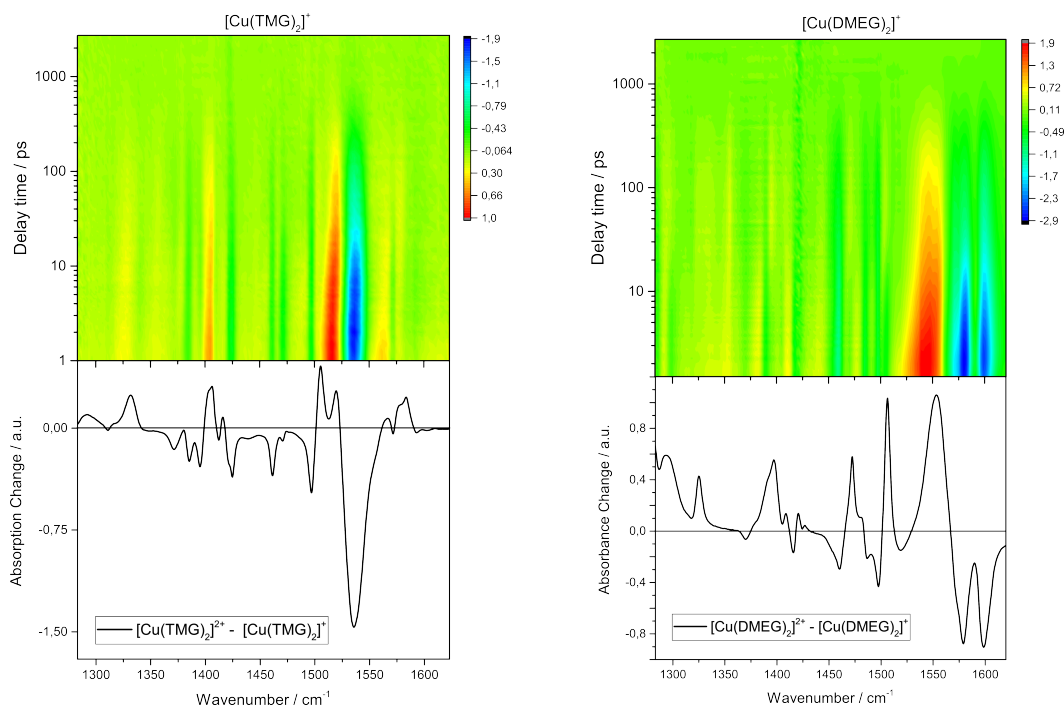 [Cu(TMG)2]+
1000
100
10
1
Delay time / ps
-1,9
-1,5
-1,1
-0,79
-0,43
-0,064
0,30
0,66
1,0
0,00
-0,75
-1,50
Absorption Change / a.u.
[Cu(TMG)2]2+ - [Cu(TMG)2]+
1300 1350 1400 1450 1500 1550 1600
Wavenumber / cm-1
[Cu(DMEG)2]+
1000
100
10
Delay time / ps
1,9
1,3
0,72
0,11
-0,49
-1,1
-1,7
-2,3
-2,9
0,8
0,4
0,0
-0,4
-0,8
Absorbance Change / a.u.
[Cu(DMEG)2]2+ - [Cu(DMEG)2]+
1300 1350 1400 1450 1500 1550 1600
Wavenumber / cm-1